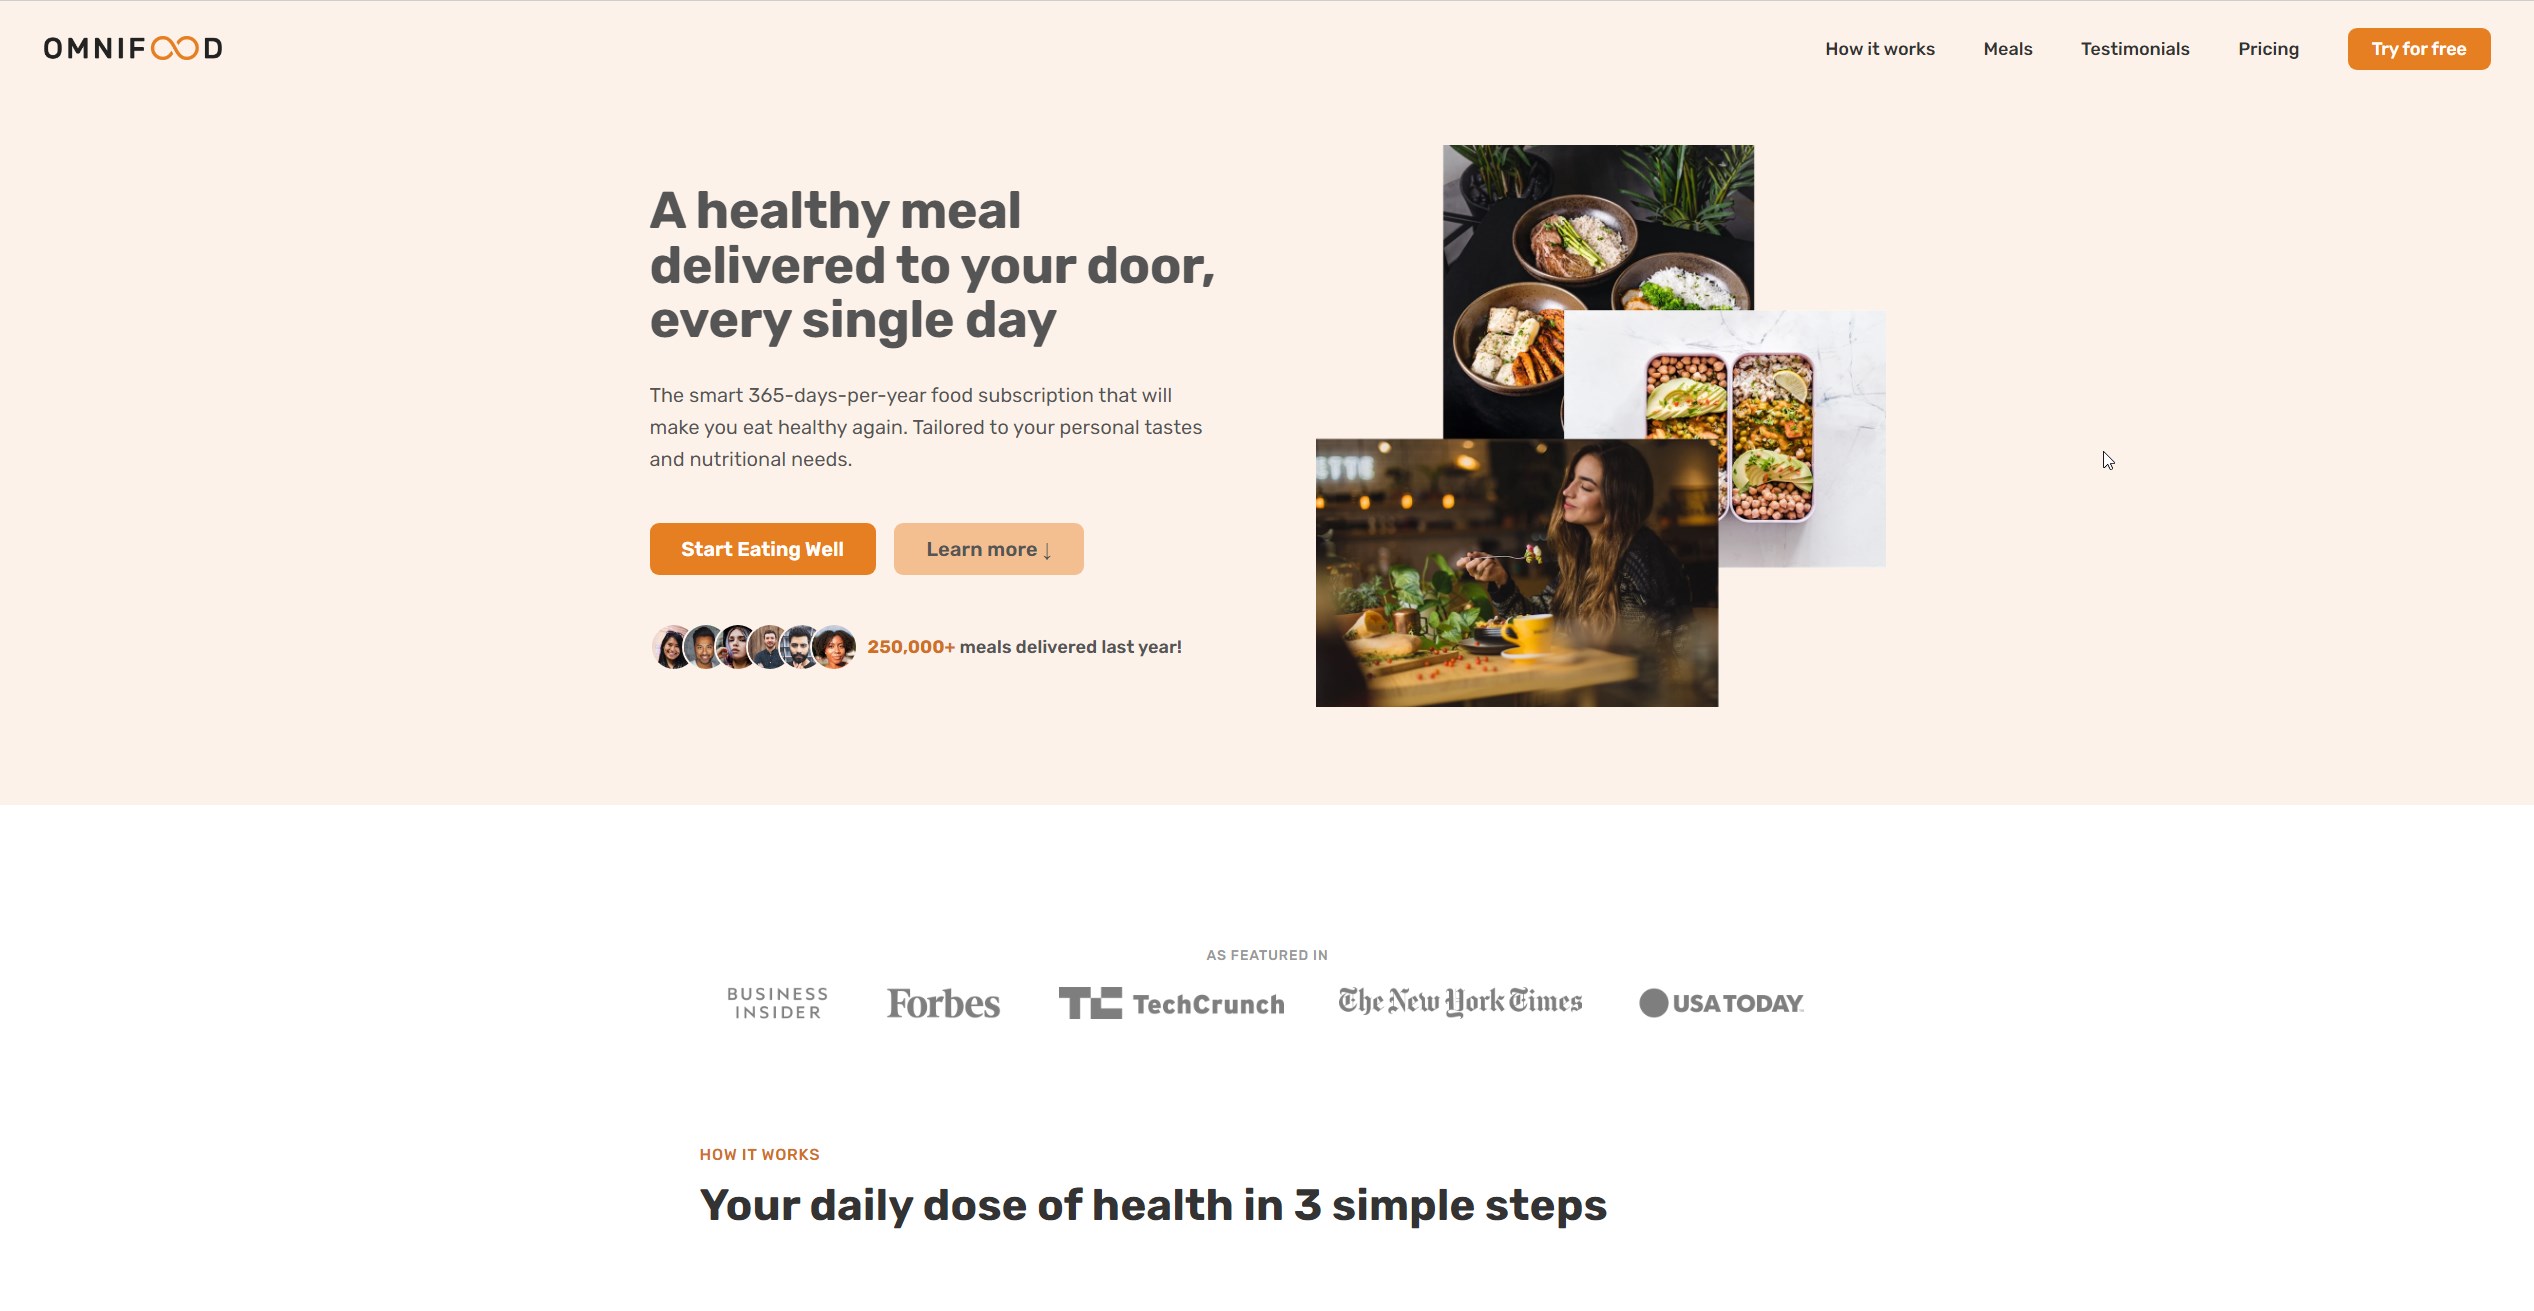 OMNIFOOD
How it works
Meals
Testimonials
Pricing
Try for free
A healthy meal
delivered to your door,
every single day
The smart 365-days-per-year food subscription that will
make you eat healthy again. Tailored to your personal tastes
and nutritional needs.
Start Eating Well
Learn more ↓
250,000+ meals delivered last year!
AS FEATURED IN
BUSINESS
INSIDER
Forbes
TC TechCrunch
The New York Times
USA TODAY
HOW IT WORKS
Your daily dose of health in 3 simple steps